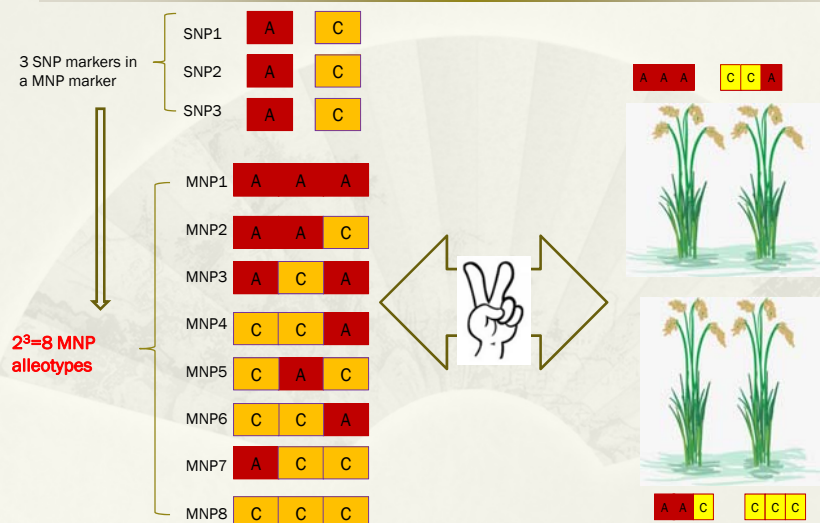 3 SNP markers in
a MNP marker
SNP1 A C
SNP2 A C
SNP3 A C
MNP1 A A A
MNP2 A A C
MNP3 A C A
MNP4 C C A
MNP5 C A C
MNP6 C C A
MNP7 A C C
MNP8 C C C
2³=8 MNP
alleotypes
A A A C C A
A A C C C C